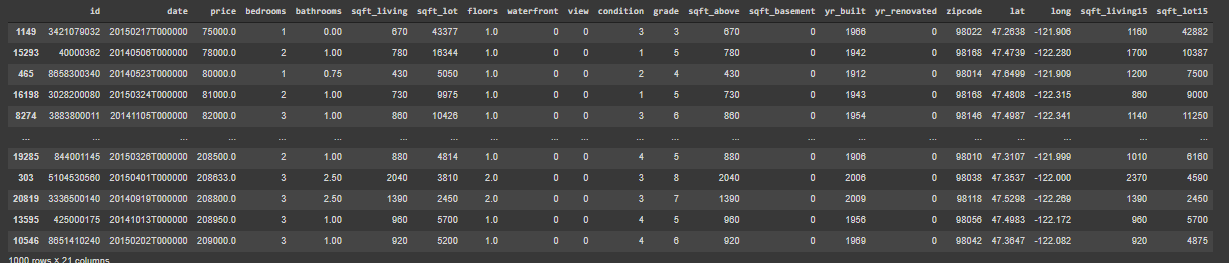 id date price bedrooms bathrooms sqft_living sqft_lot floors waterfront view condition grade sqft_above sqft_basement yr_built yr_renovated zipcode lat long sqft_living15 sqft_lot15
1149 3421079032 20150217T000000 75000.0 1 0.00 670 43377 1.0 0 0 3 3 670 0 1966 0 98022 47.2638 -121.906 1160 42882
15293 40000362 20140506T000000 78000.0 2 1.00 780 16344 1.0 0 0 1 5 780 0 1942 0 98168 47.4739 -122.280 1700 10387
465 8658300340 20140523T000000 80000.0 1 0.75 430 5050 1.0 0 0 2 4 430 0 1912 0 98014 47.6499 -121.909 1200 7500
16198 3028200080 20150324T000000 81000.0 2 1.00 730 9975 1.0 0 0 1 5 730 0 1943 0 98168 47.4808 -122.315 860 9000
8274 3883800011 20141105T000000 82000.0 3 1.00 860 10426 1.0 0 0 3 6 860 0 1954 0 98146 47.4987 -122.341 1140 11250
... ... ... ... ... ... ... ... ... ... ... ... ... ... ... ... ... ... ... ... ... ...
19285 844001145 20150326T000000 208500.0 2 1.00 880 4814 1.0 0 0 4 5 880 0 1906 0 98010 47.3107 -121.999 1010 6160
303 5104530560 20150401T000000 208633.0 3 2.50 2040 3810 2.0 0 0 3 8 2040 0 2006 0 98038 47.3537 -122.000 2370 4590
20819 3336500140 20140919T000000 208800.0 3 2.50 1390 2450 2.0 0 0 3 7 1390 0 2009 0 98118 47.5298 -122.269 1390 2450
13595 425000175 20141013T000000 208950.0 3 1.00 960 5700 1.0 0 0 4 5 960 0 1956 0 98056 47.4983 -122.172 960 5700
10546 8651410240 20150202T000000 209000.0 3 1.00 920 5200 1.0 0 0 4 6 920 0 1969 0 98042 47.3647 -122.082 920 4875
1000 rows × 21 columns